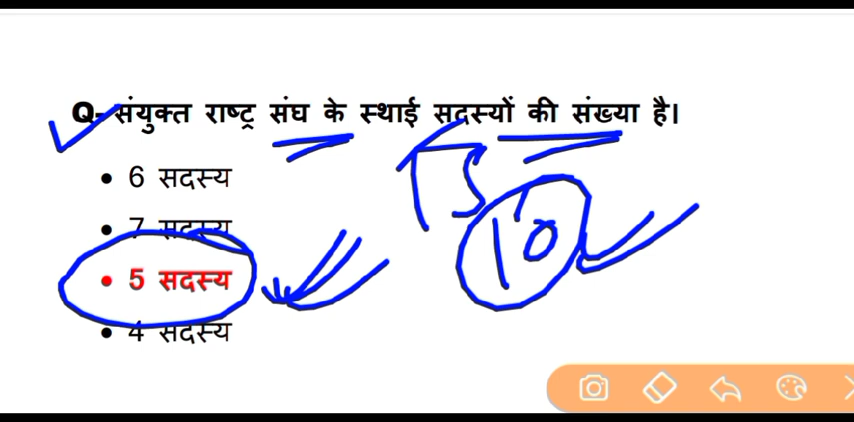 Q- संयुक्त राष्ट्र संघ के स्थाई सदस्यों की संख्या है।
• 6 सदस्य
• 7 सदस्य
• 5 सदस्य
• 4 सदस्य
15
10